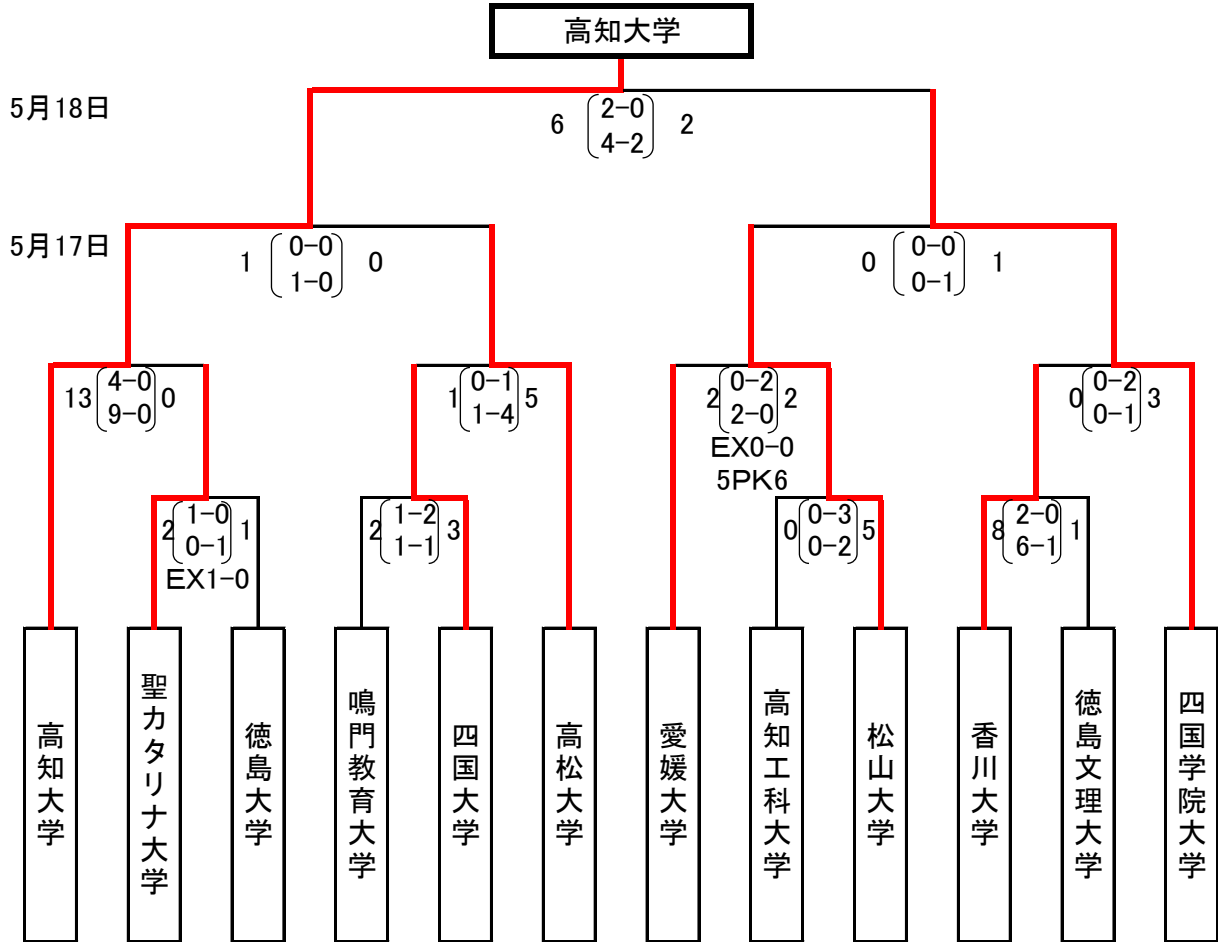 高知大学
5月18日
6 2-0 2
4-2
5月17日
1 0-0 0
1-0
0 0-0 1
0-1
13 4-0 0
9-0
1 0-1 5
1-4
2 0-2 2
2-0
EX0-0
5PK6
0 0-2 3
0-1
2 1-0 1
0-1
EX1-0
2 1-2 3
1-1
0 0-3 5
0-2
8 2-0 1
6-1
高知大学
聖カタリナ大学
徳島大学
鳴門教育大学
四国大学
高松大学
愛媛大学
高知工科大学
松山大学
香川大学
徳島文理大学
四国学院大学